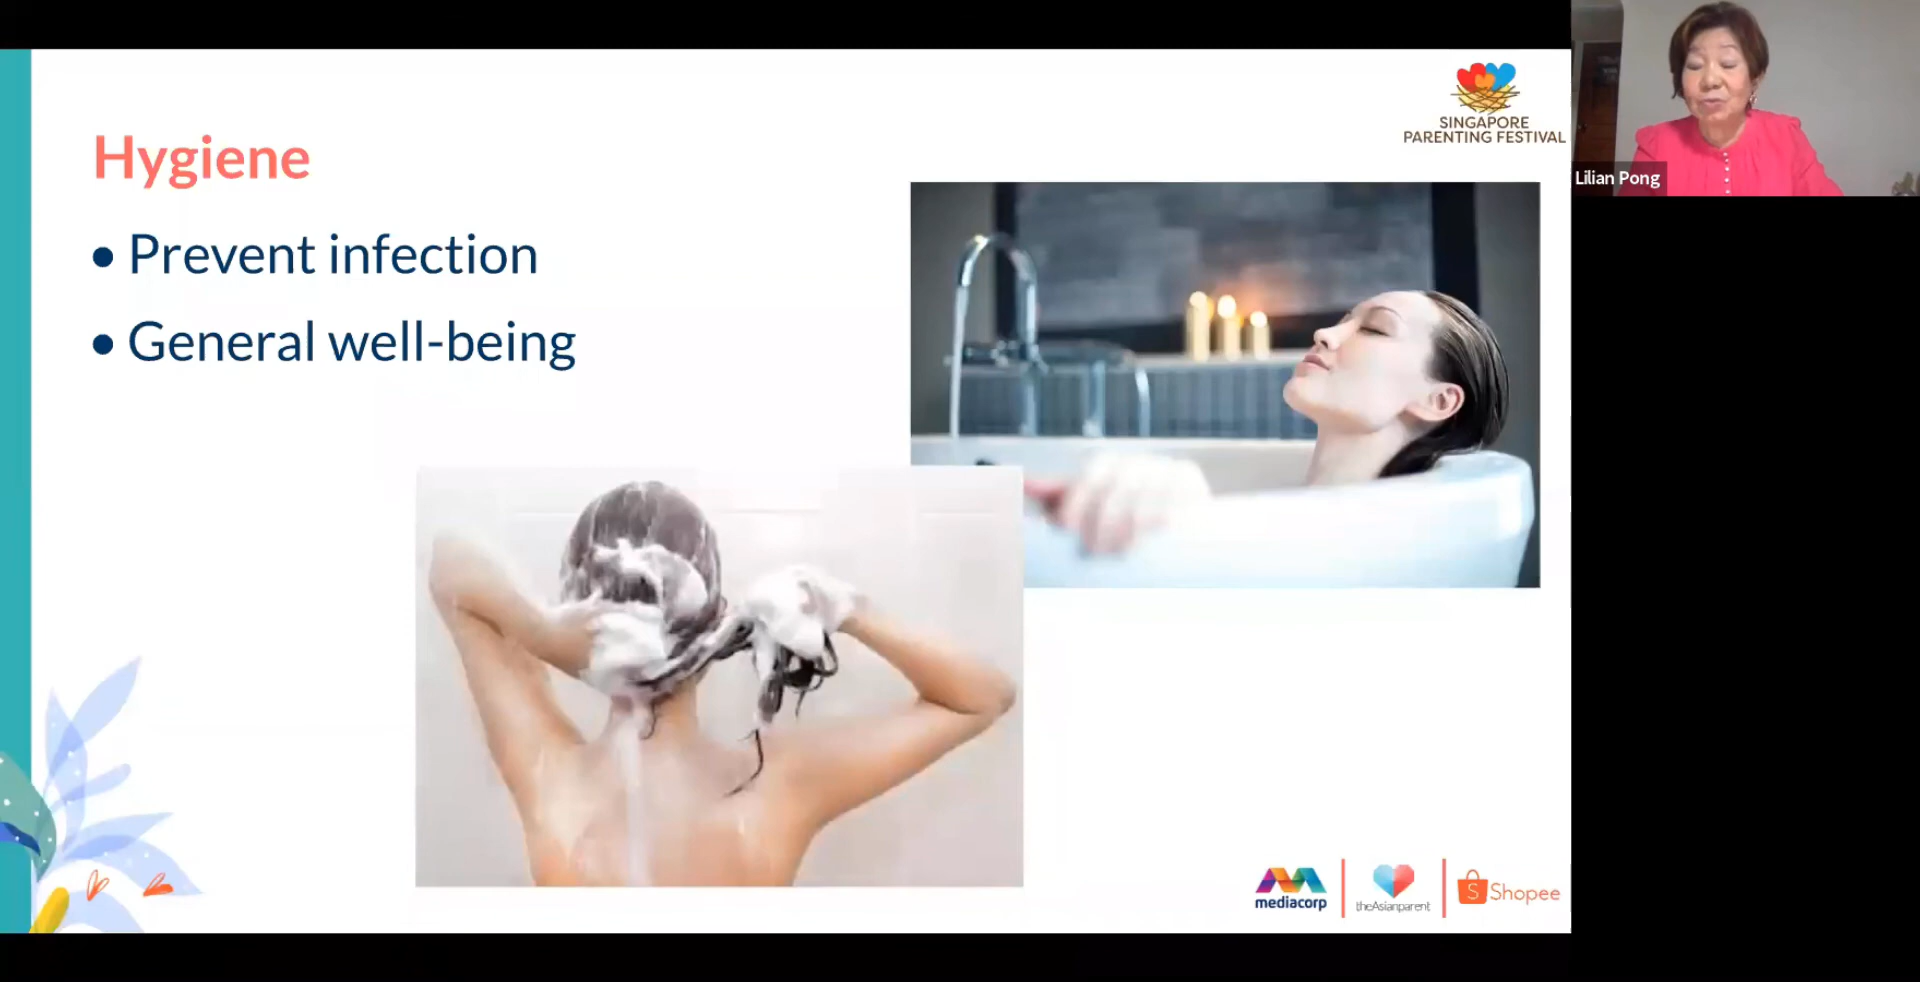 Hygiene
• Prevent infection
• General well-being
SINGAPORE
PARENTING FESTIVAL
Lilian Pong
mediacorp
theAsianparent
S Shopee